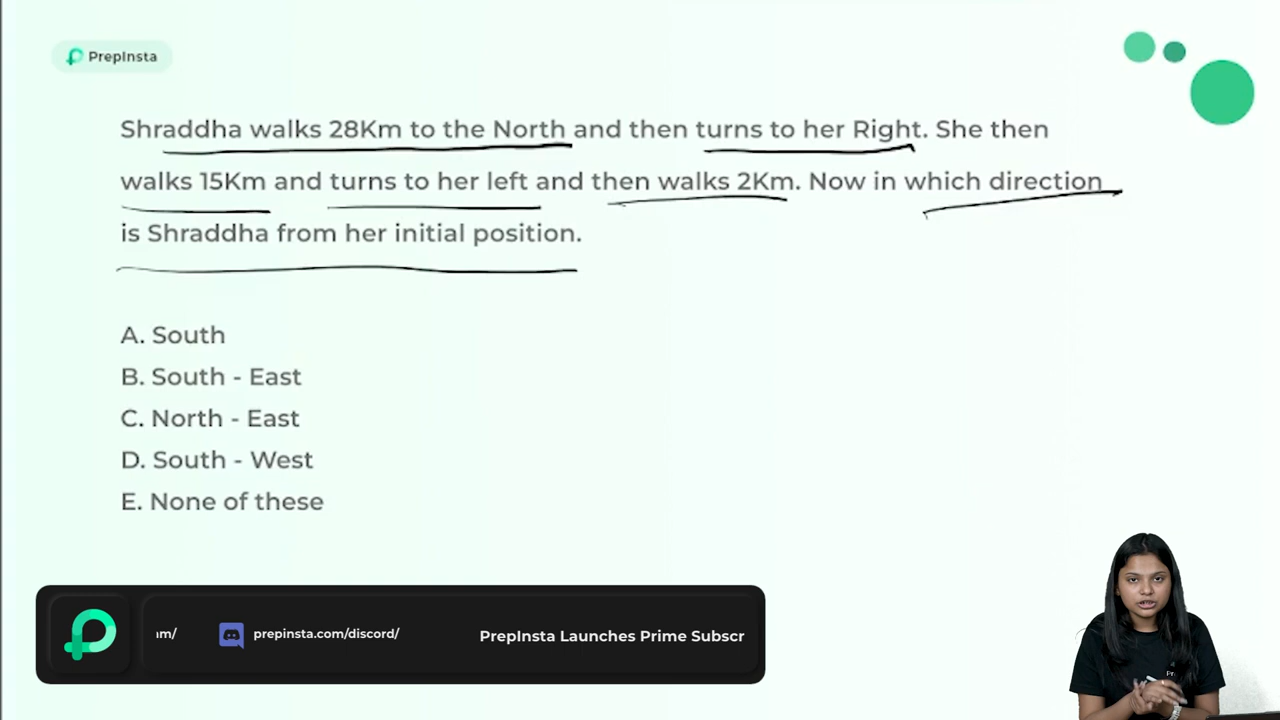 PrepInsta
Shraddha walks 28Km to the North and then turns to her Right. She then
walks 15Km and turns to her left and then walks 2Km. Now in which direction
is Shraddha from her initial position.
A. South
B. South - East
C. North - East
D. South - West
E. None of these
prepinsta.com/discord/ PrepInsta Launches Prime Subscr